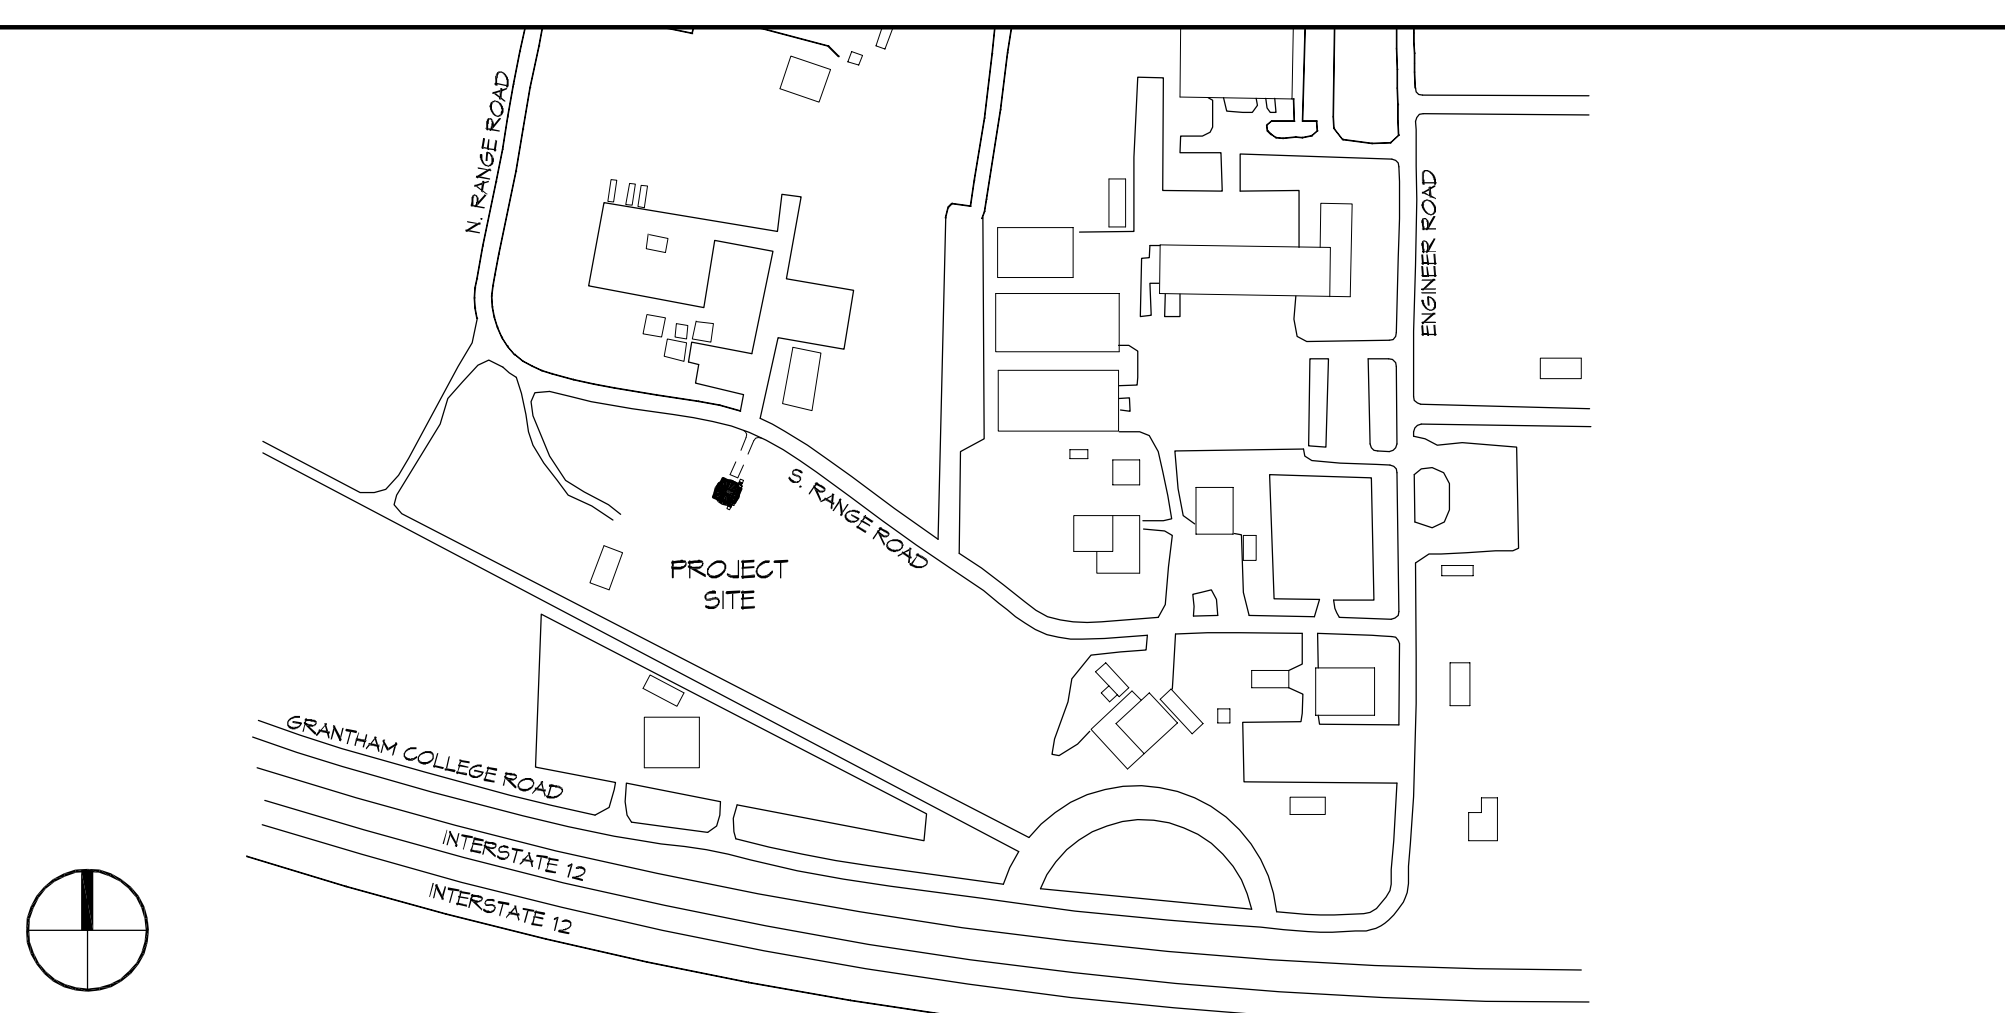 N. RANGE ROAD
ENGINEER ROAD
S. RANGE ROAD
PROJECT
SITE
GRANTHAM COLLEGE ROAD
INTERSTATE 12
INTERSTATE 12